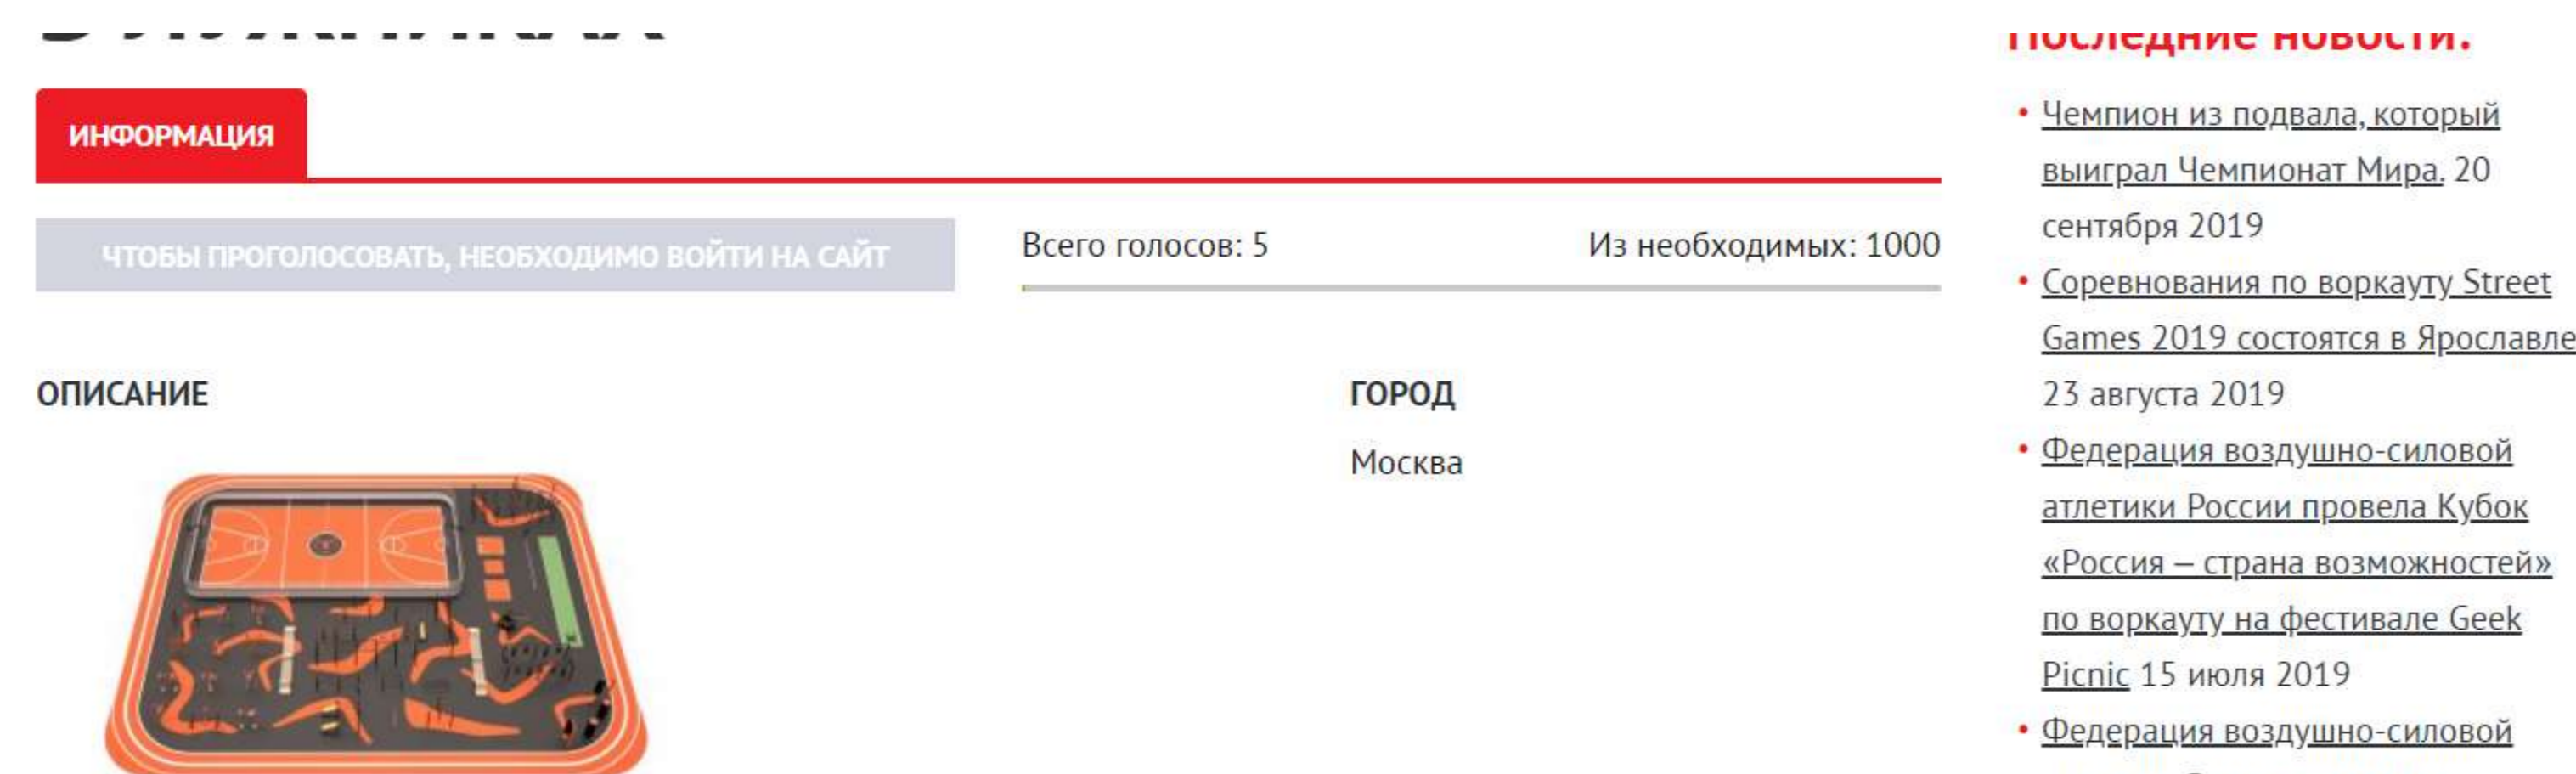 Последние новости:
ИНФОРМАЦИЯ
ЧТОБЫ ПРОГОЛОСОВАТЬ, НЕОБХОДИМО ВОЙТИ НА САЙТ
Всего голосов: 5
Из необходимых: 1000
ОПИСАНИЕ
ГОРОД
Москва
Чемпион из подвала, который
выиграл Чемпионат Мира. 20
сентября 2019
Соревнования по воркауту Street
Games 2019 состоятся в Ярославле
23 августа 2019
Федерация воздушно-силовой
атлетики России провела Кубок
«Россия – страна возможностей»
по воркауту на фестивале Geek
Picnic 15 июля 2019
Федерация воздушно-силовой